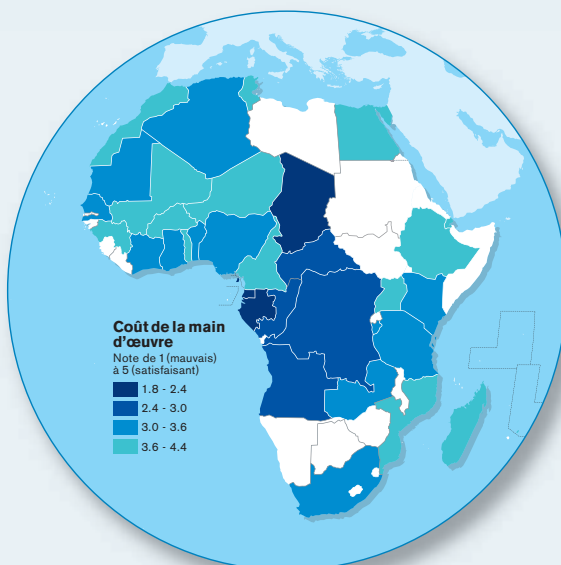 Coût de la main
d'œuvre
Note de 1 (mauvais)
à 5 (satisfaisant)
1.8 - 2.4
2.4 - 3.0
3.0 - 3.6
3.6 - 4.4